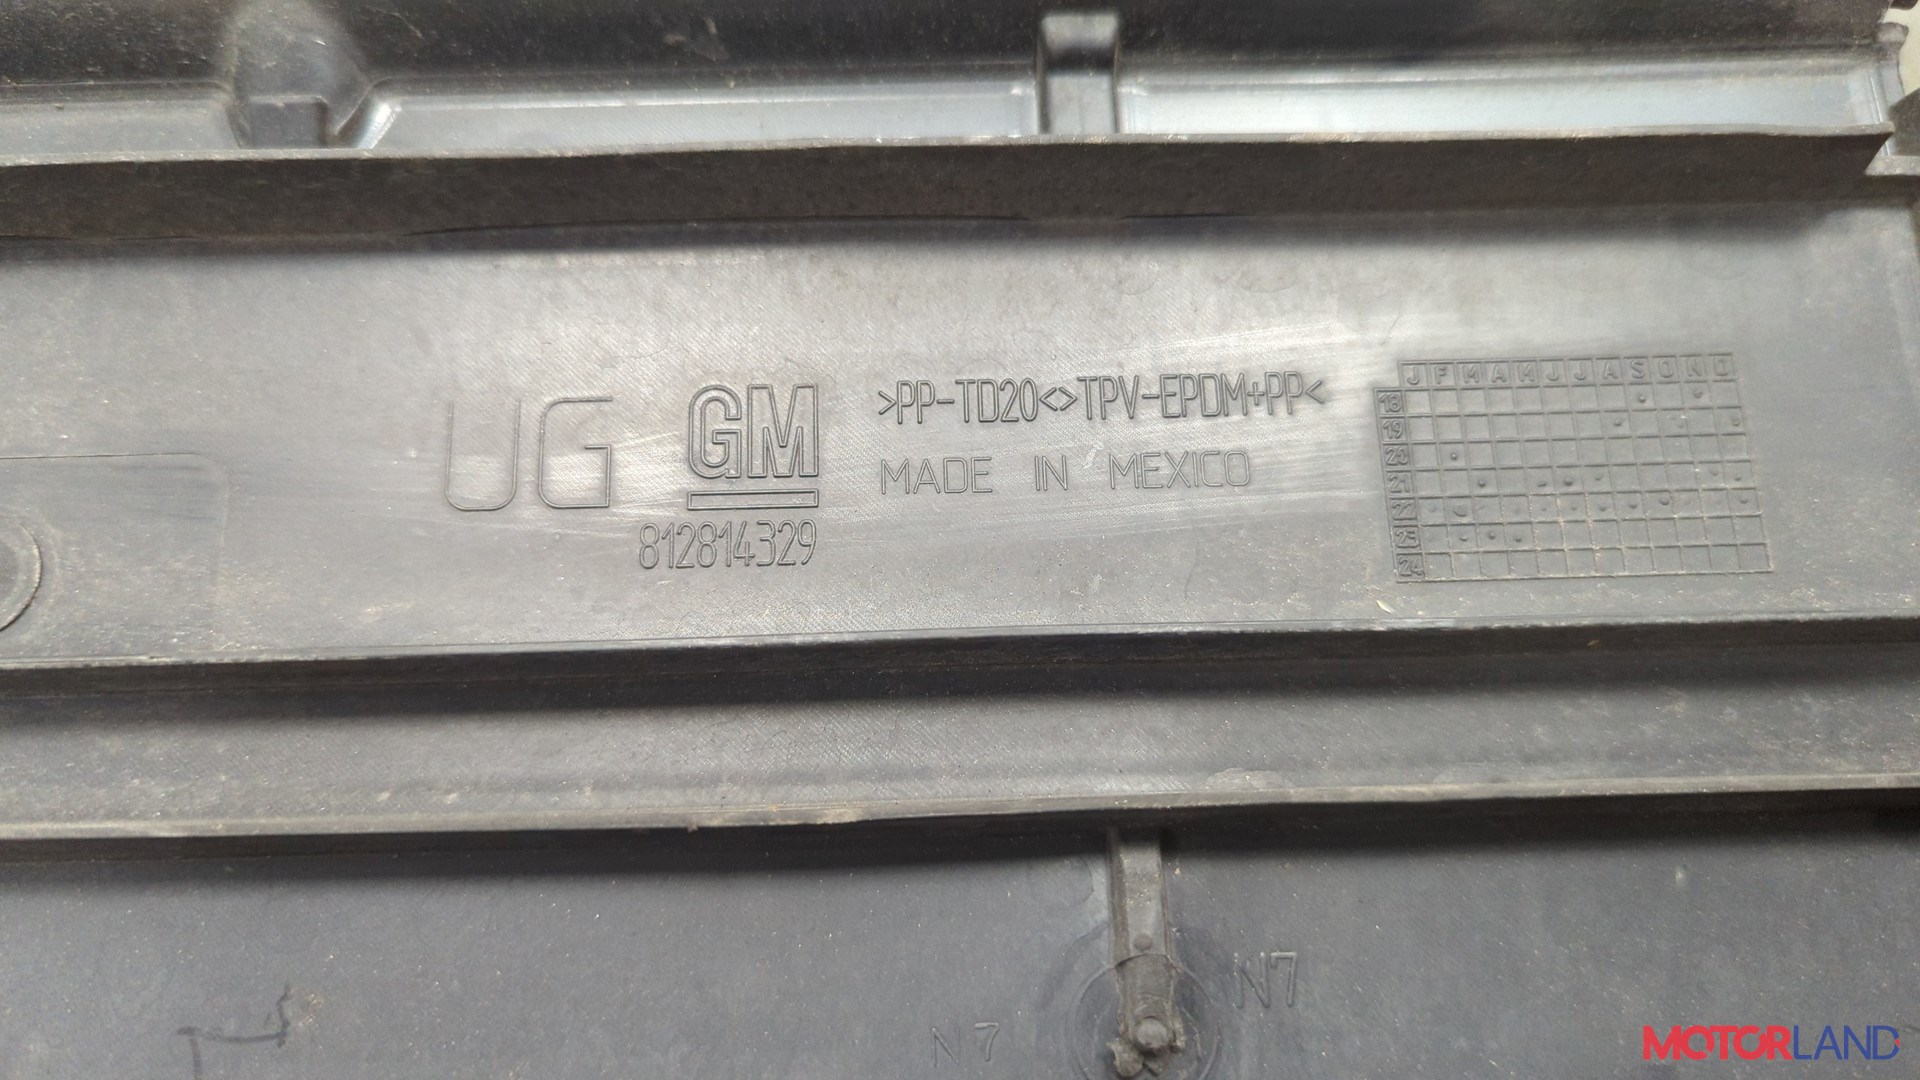 UG GM
812814329
>PP-TD20<>TPV-EPDM+PP<
MADE IN MEXICO
J F M A M J J A S O N D
18
19
20
21
22
23
24
N7
N7
MOTORLAND